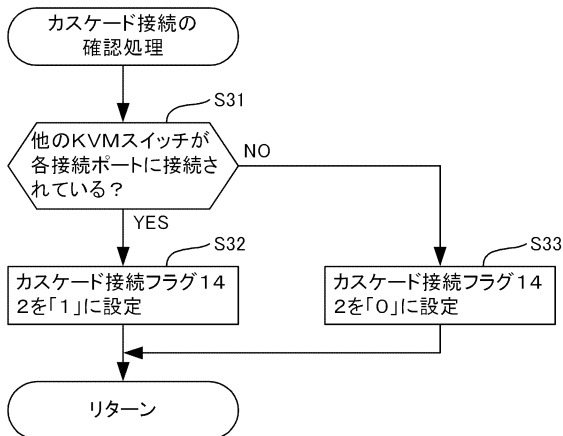 カスケード接続の
確認処理
S31
他のKVMスイッチが
各接続ポートに接続さ
れている？
NO
YES
S32
カスケード接続フラグ14
2を「1」に設定
S33
カスケード接続フラグ14
2を「0」に設定
リターン